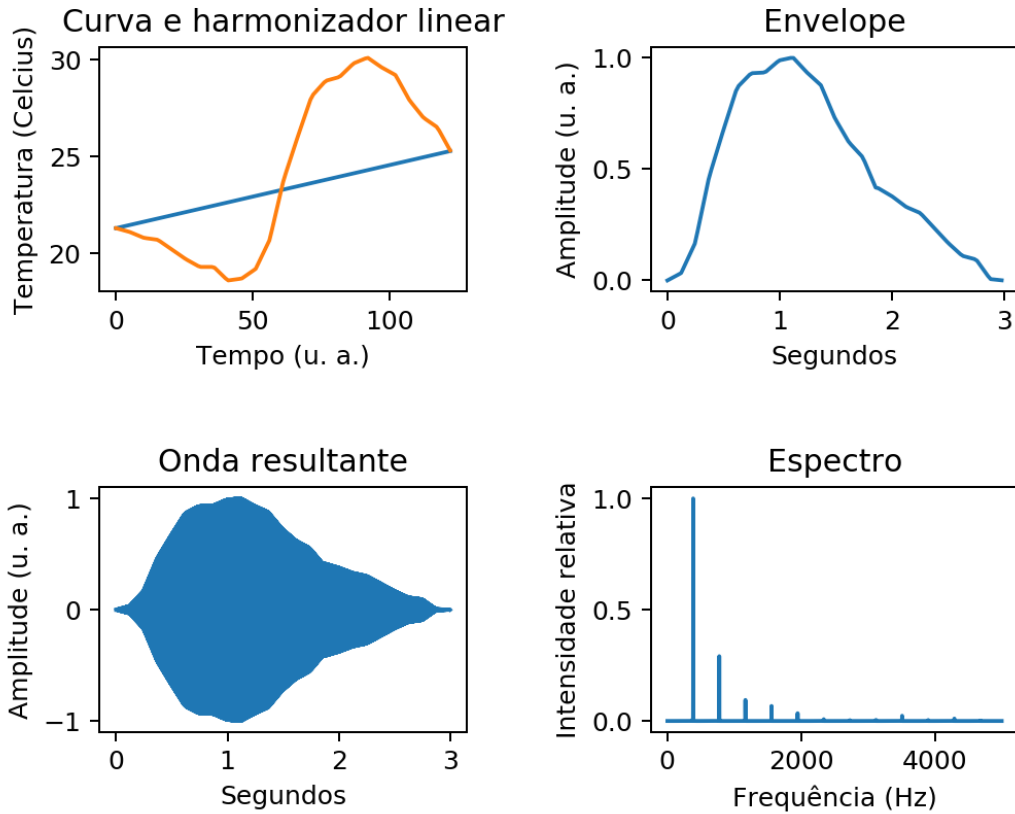 Curva e harmonizador linear
Temperatura (Celcius)
30
25
20
0
50
100
Tempo (u. a.)
Envelope
Amplitude (u. a.)
1.0
0.5
0.0
0
1
2
3
Segundos
Onda resultante
Amplitude (u. a.)
1
0
−1
0
1
2
3
Segundos
Espectro
Intensidade relativa
1.0
0.5
0.0
0
2000
4000
Frequência (Hz)